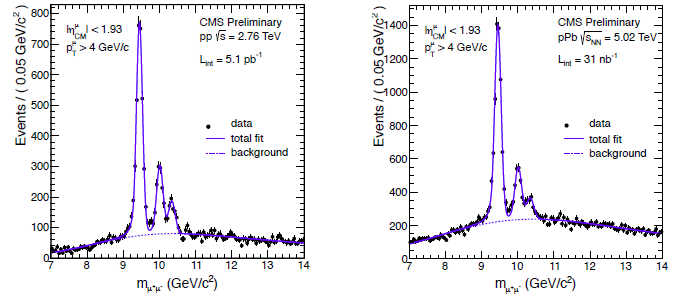 Events / ( 0.05 GeV/c² )
800
700
600
500
400
300
200
100
0
|η^μ_CM| < 1.93
p^μ_T > 4 GeV/c
CMS Preliminary
pp √s = 2.76 TeV
L_int = 5.1 pb⁻¹
data
total fit
background
7 8 9 10 11 12 13 14
m_μ⁺μ⁻ (GeV/c²)
Events / ( 0.05 GeV/c² )
1400
1200
1000
800
600
400
200
0
|η^μ_CM| < 1.93
p^μ_T > 4 GeV/c
CMS Preliminary
pPb √s_NN = 5.02 TeV
L_int = 31 nb⁻¹
data
total fit
background
7 8 9 10 11 12 13 14
m_μ⁺μ⁻ (GeV/c²)